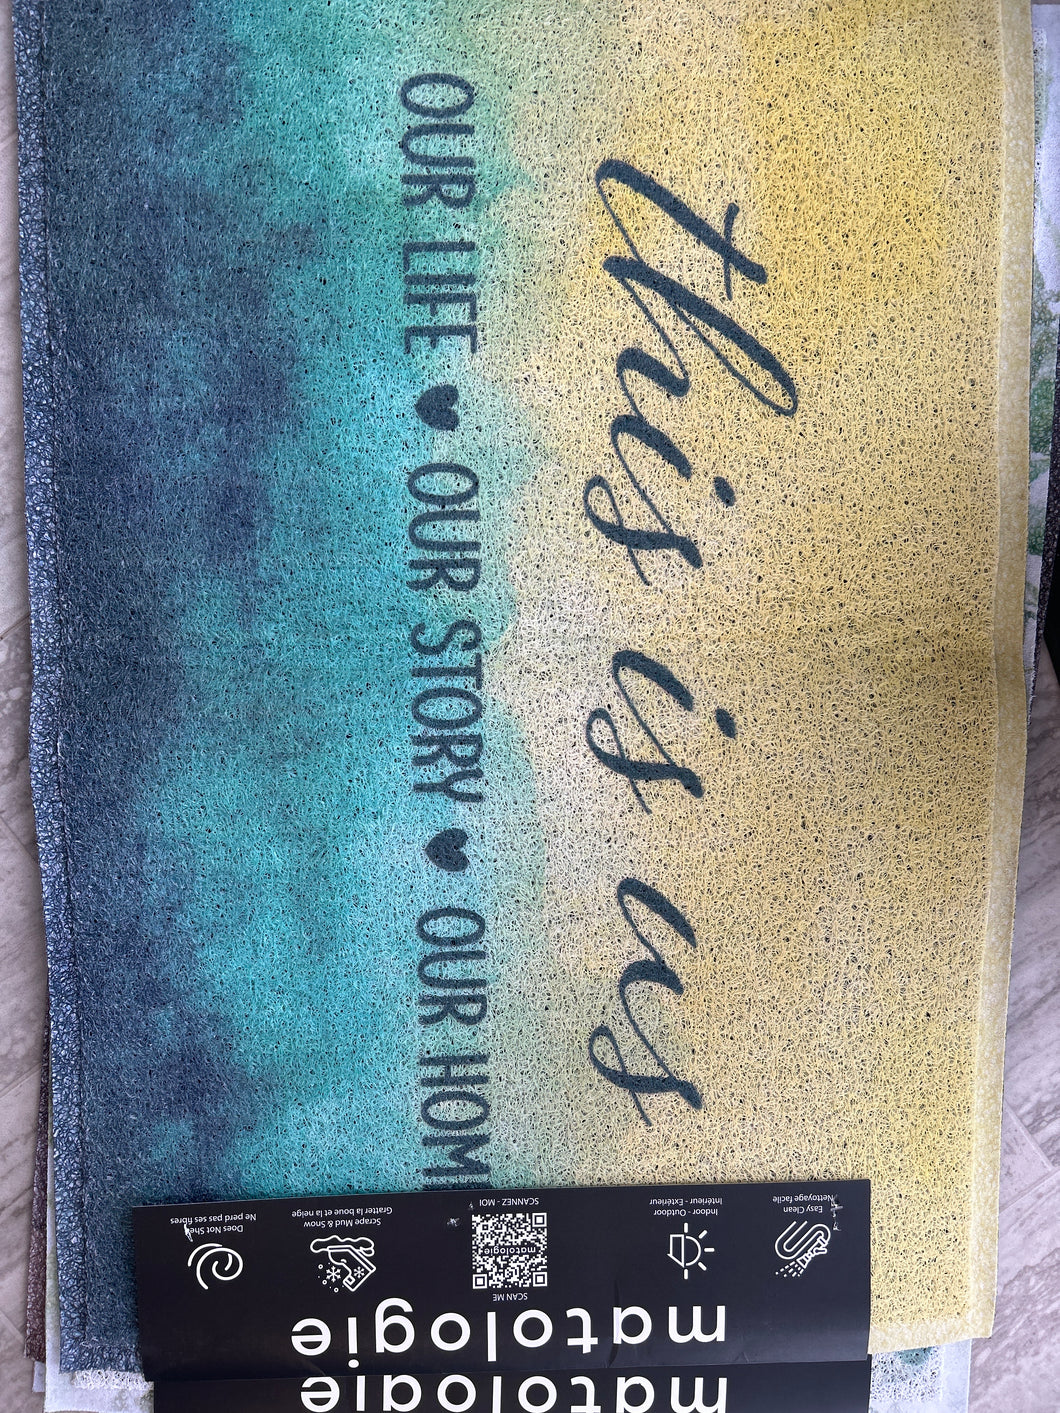 this is us
OUR LIFE ♥ OUR STORY ♥ OUR HOM
matologie
SCAN ME
matologie
SCANNEZ - MOI
Easy Clean
Nettoyage facile
Indoor - Outdoor
Intérieur - Extérieur
Scrape Mud & Snow
Gratter la boue et la neige
Does Not Shed
Ne perd pas ses fibres
matologie